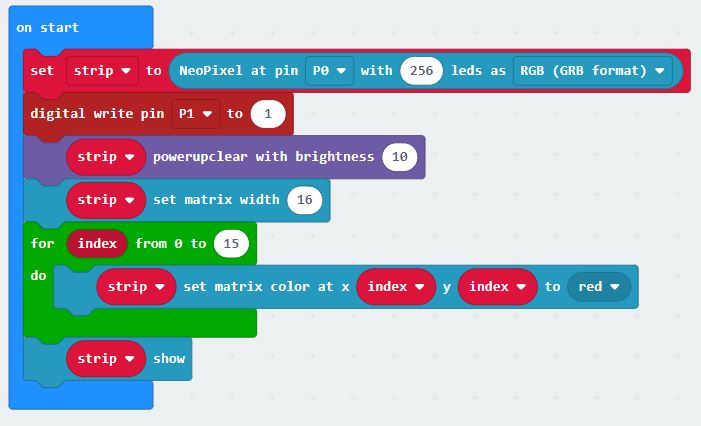 on start
set strip to NeoPixel at pin P0 with 256 leds as RGB (GRB format)
digital write pin P1 to 1
strip powerupclear with brightness 10
strip set matrix width 16
for index from 0 to 15
do strip set matrix color at x index y index to red
strip show